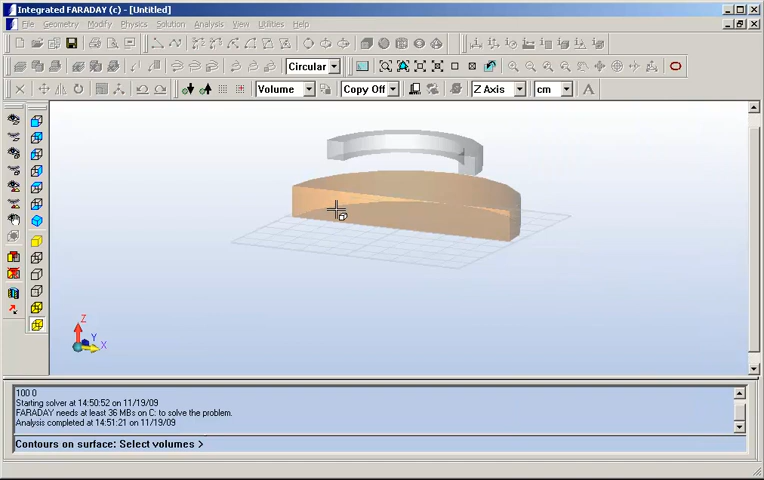 Integrated FARADAY (c) - [Untitled]
File Geometry Modify Physics Solution Analysis View Utilities Help
Circular
Volume Copy Off Z Axis cm A
Z
Y
X
100 0
Starting solver at 14:50:52 on 11/19/09
FARADAY needs at least 36 MBs on C: to solve the problem.
Analysis completed at 14:51:21 on 11/19/09
Contours on surface: Select volumes >